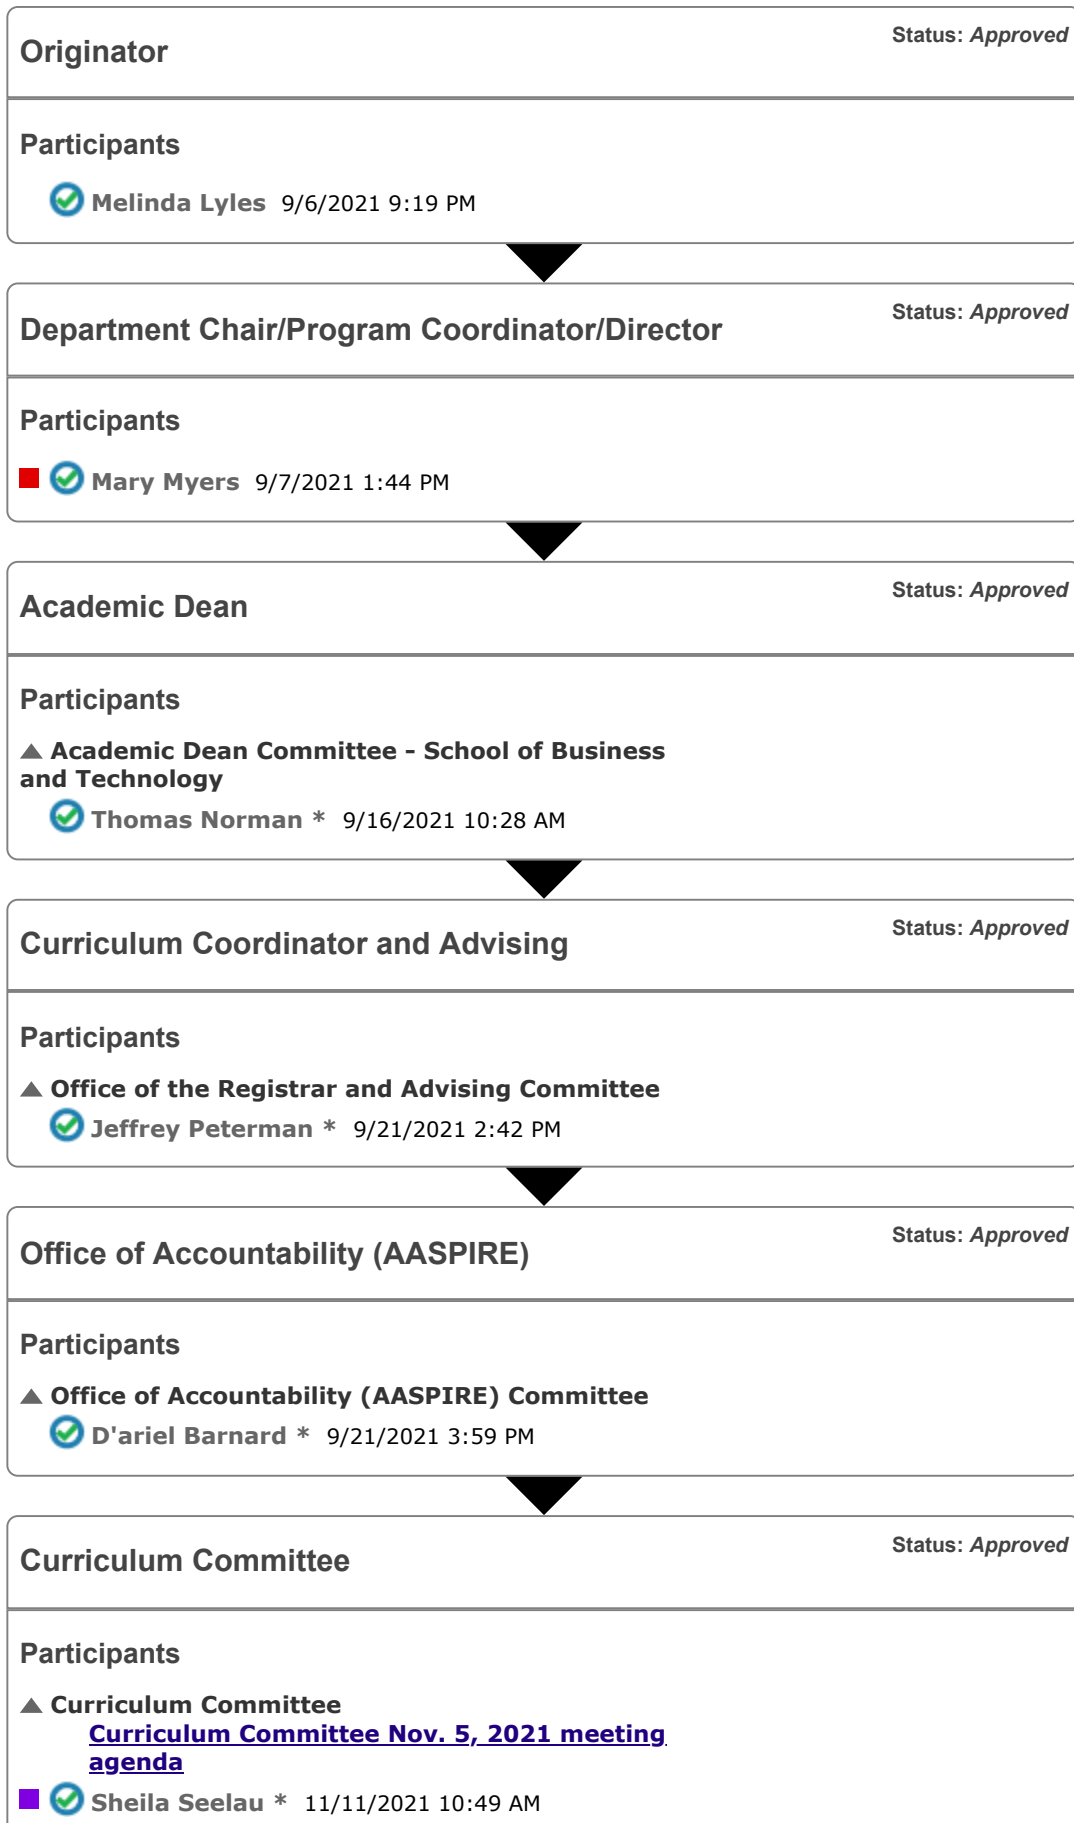 Originator
Status: Approved
Participants
Melinda Lyles 9/6/2021 9:19 PM
Department Chair/Program Coordinator/Director
Status: Approved
Participants
Mary Myers 9/7/2021 1:44 PM
Academic Dean
Status: Approved
Participants
Academic Dean Committee - School of Business
and Technology
Thomas Norman * 9/16/2021 10:28 AM
Curriculum Coordinator and Advising
Status: Approved
Participants
Office of the Registrar and Advising Committee
Jeffrey Peterman * 9/21/2021 2:42 PM
Office of Accountability (AASPIRE)
Status: Approved
Participants
Office of Accountability (AASPIRE) Committee
D'ariel Barnard * 9/21/2021 3:59 PM
Curriculum Committee
Status: Approved
Participants
Curriculum Committee
Curriculum Committee Nov. 5, 2021 meeting
agenda
Sheila Seelau * 11/11/2021 10:49 AM